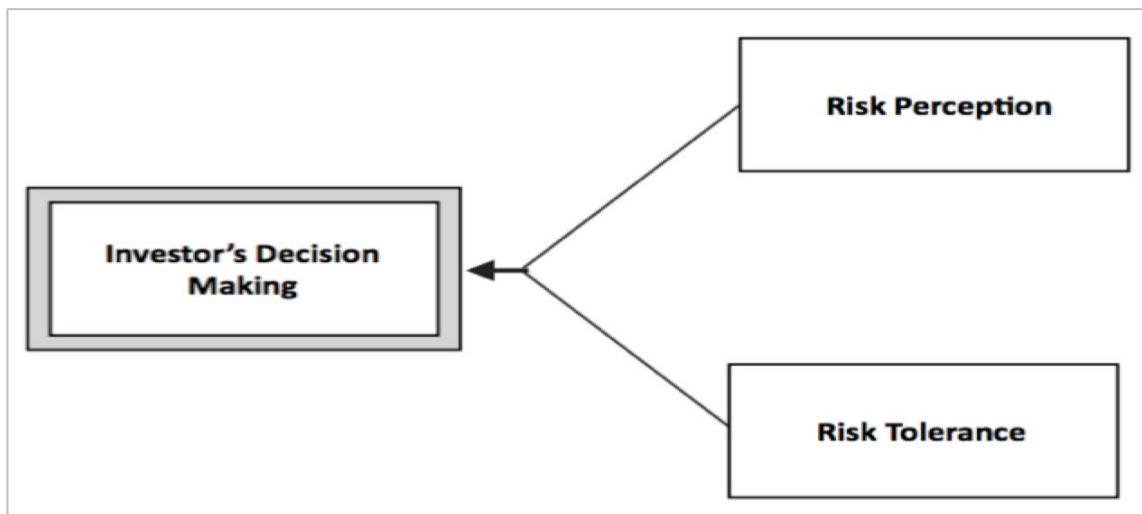 Risk Perception
Investor’s Decision
Making
Risk Tolerance